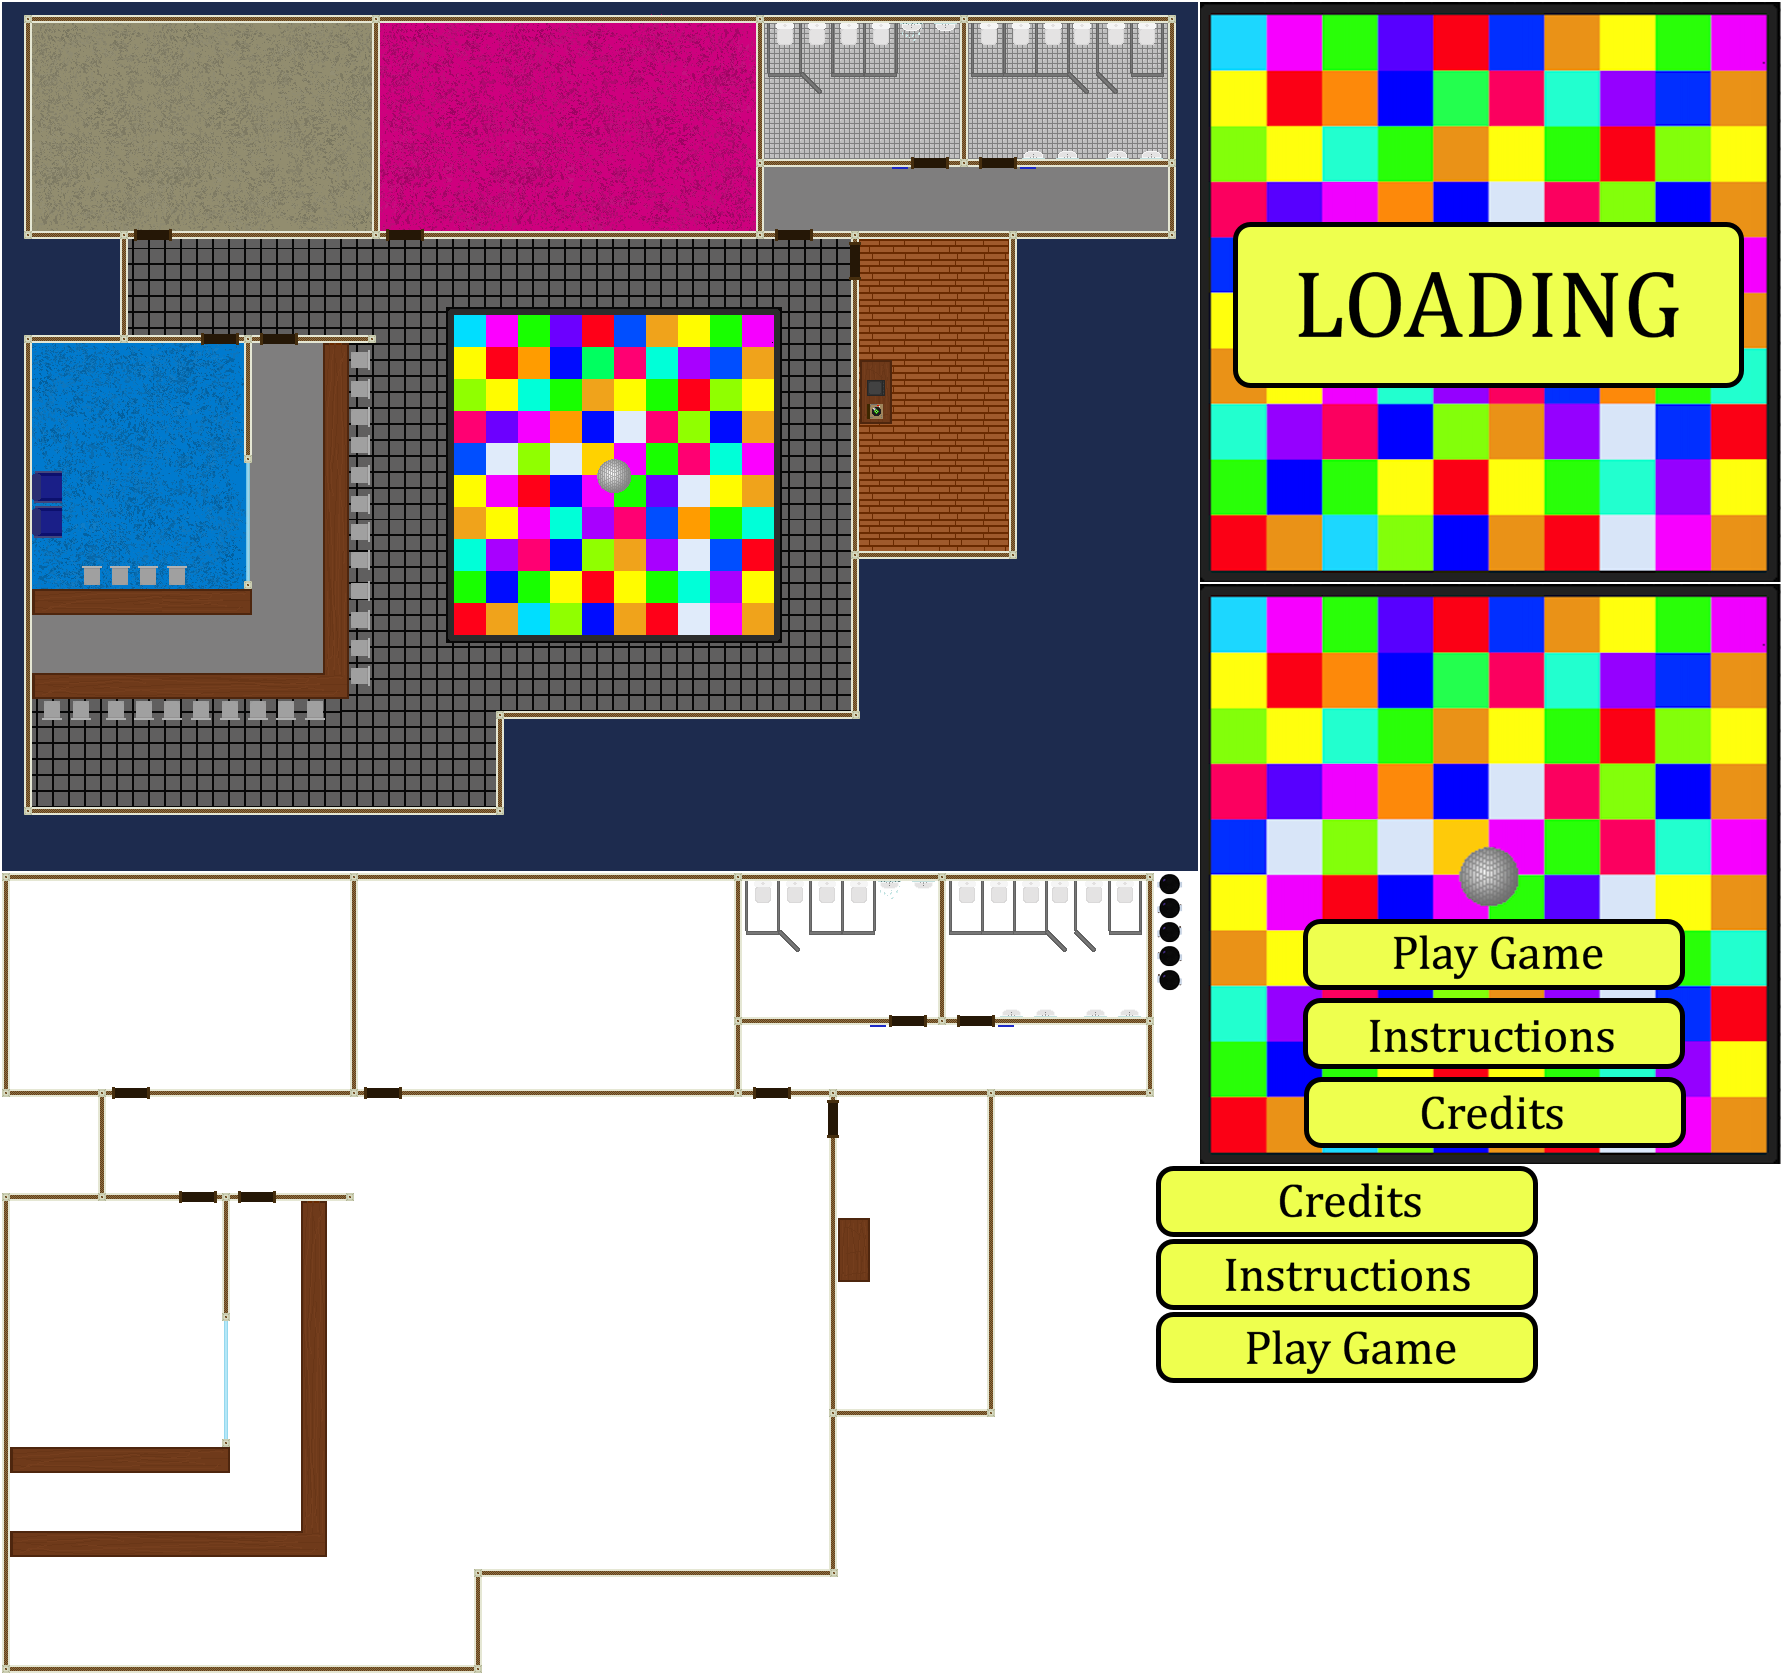 LOADING
Play Game
Instructions
Credits
Credits
Instructions
Play Game